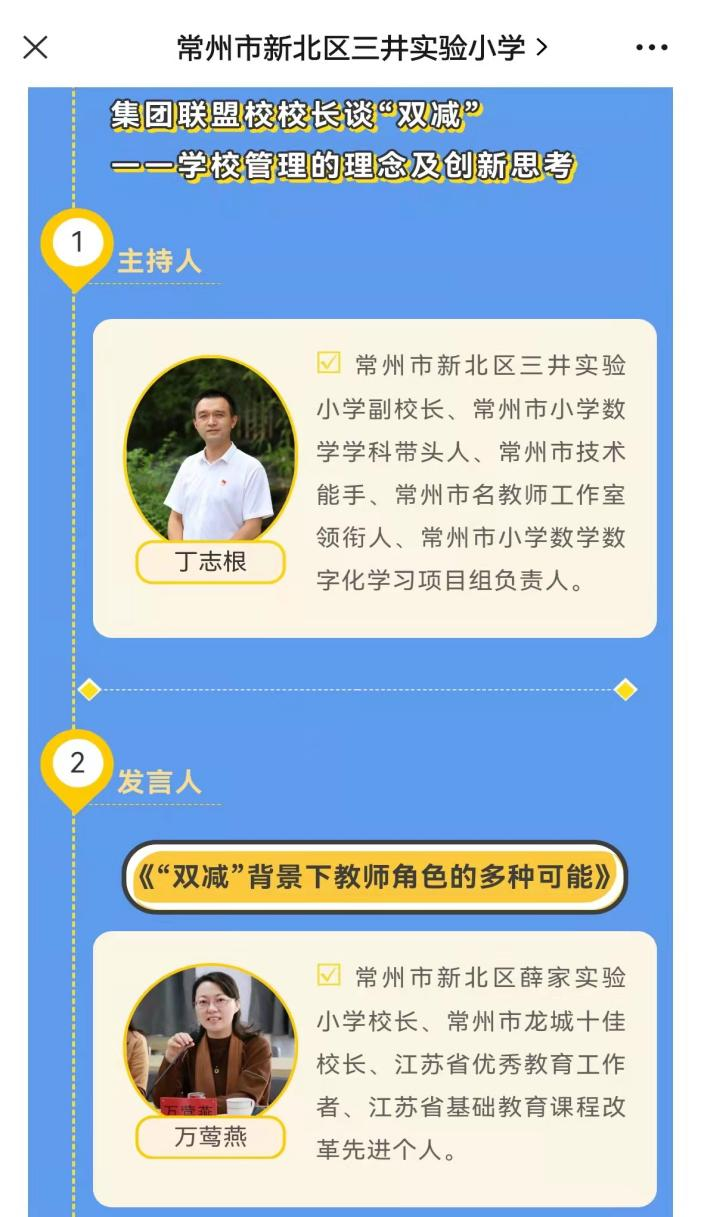 常州市新北区三井实验小学
集团联盟校校长谈“双减”
——学校管理的理念及创新思考
1
主持人
常州市新北区三井实验
小学副校长、常州市小学数
学学科带头人、常州市技术
能手、常州市名教师工作室
领衔人、常州市小学数学数
字化学习项目组负责人。
丁志根
2
发言人
《“双减”背景下教师角色的多种可能》
常州市新北区薛家实验
小学校长、常州市龙城十佳
校长、江苏省优秀教育工作
者、江苏省基础教育课程改
革先进个人。
万莺燕
万莺燕